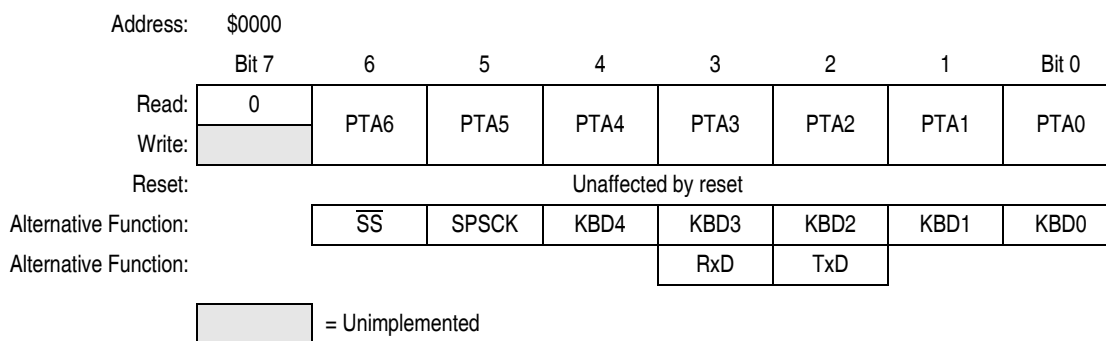 Address: $0000
Bit 7 6 5 4 3 2 1 Bit 0
Read: 0 PTA6 PTA5 PTA4 PTA3 PTA2 PTA1 PTA0
Write:
Reset: Unaffected by reset
Alternative Function: S̅S̅ SPSCK KBD4 KBD3 KBD2 KBD1 KBD0
Alternative Function: RxD TxD
= Unimplemented